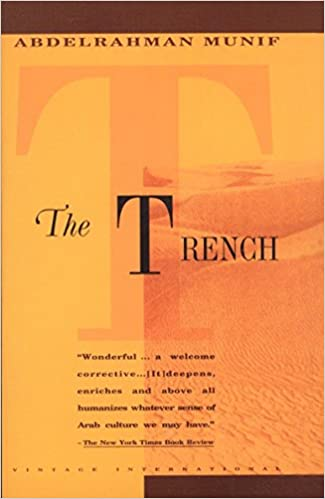 ABDELRAHMAN MUNIF
T
The TRENCH
"Wonderful ... a welcome
corrective...[It]deepens,
enriches and above all
humanizes whatever sense of
Arab culture we may have."
-The New York Times Book Review
VINTAGE INTERNATIONAL